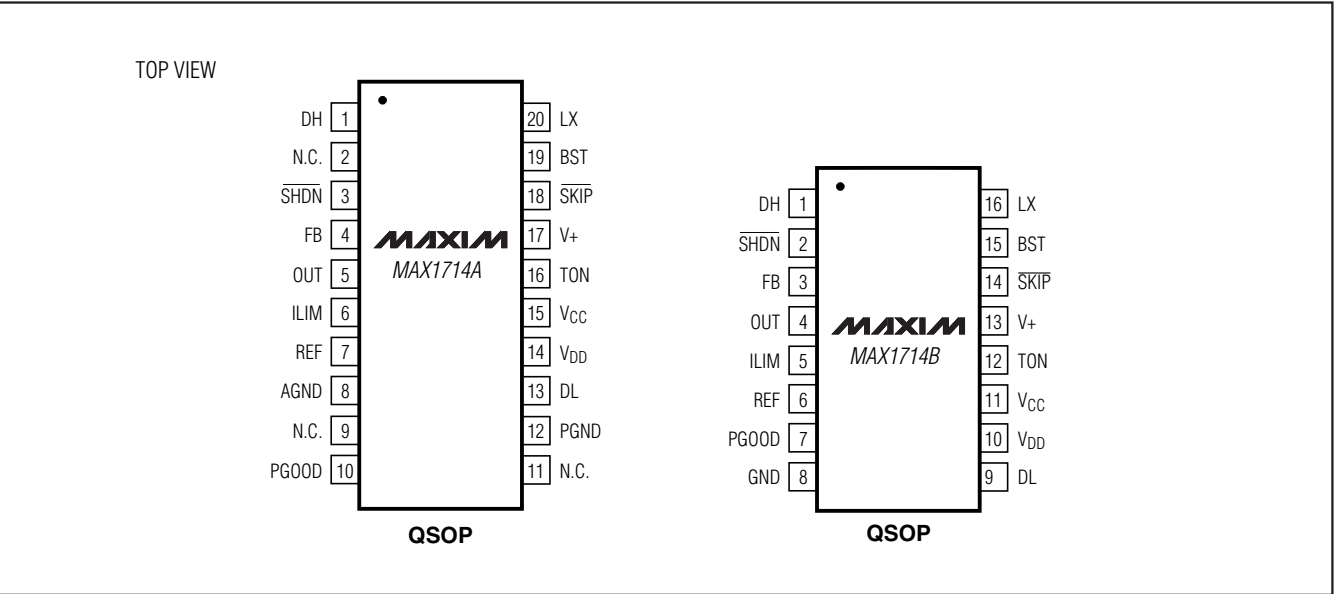 TOP VIEW
DH 1
N.C. 2
SHDN 3
FB 4
OUT 5
ILIM 6
REF 7
AGND 8
N.C. 9
PGOOD 10
MAXIM
MAX1714A
20 LX
19 BST
18 SKIP
17 V+
16 TON
15 VCC
14 VDD
13 DL
12 PGND
11 N.C.
QSOP
DH 1
SHDN 2
FB 3
OUT 4
ILIM 5
REF 6
PGOOD 7
GND 8
MAXIM
MAX1714B
16 LX
15 BST
14 SKIP
13 V+
12 TON
11 VCC
10 VDD
9 DL
QSOP